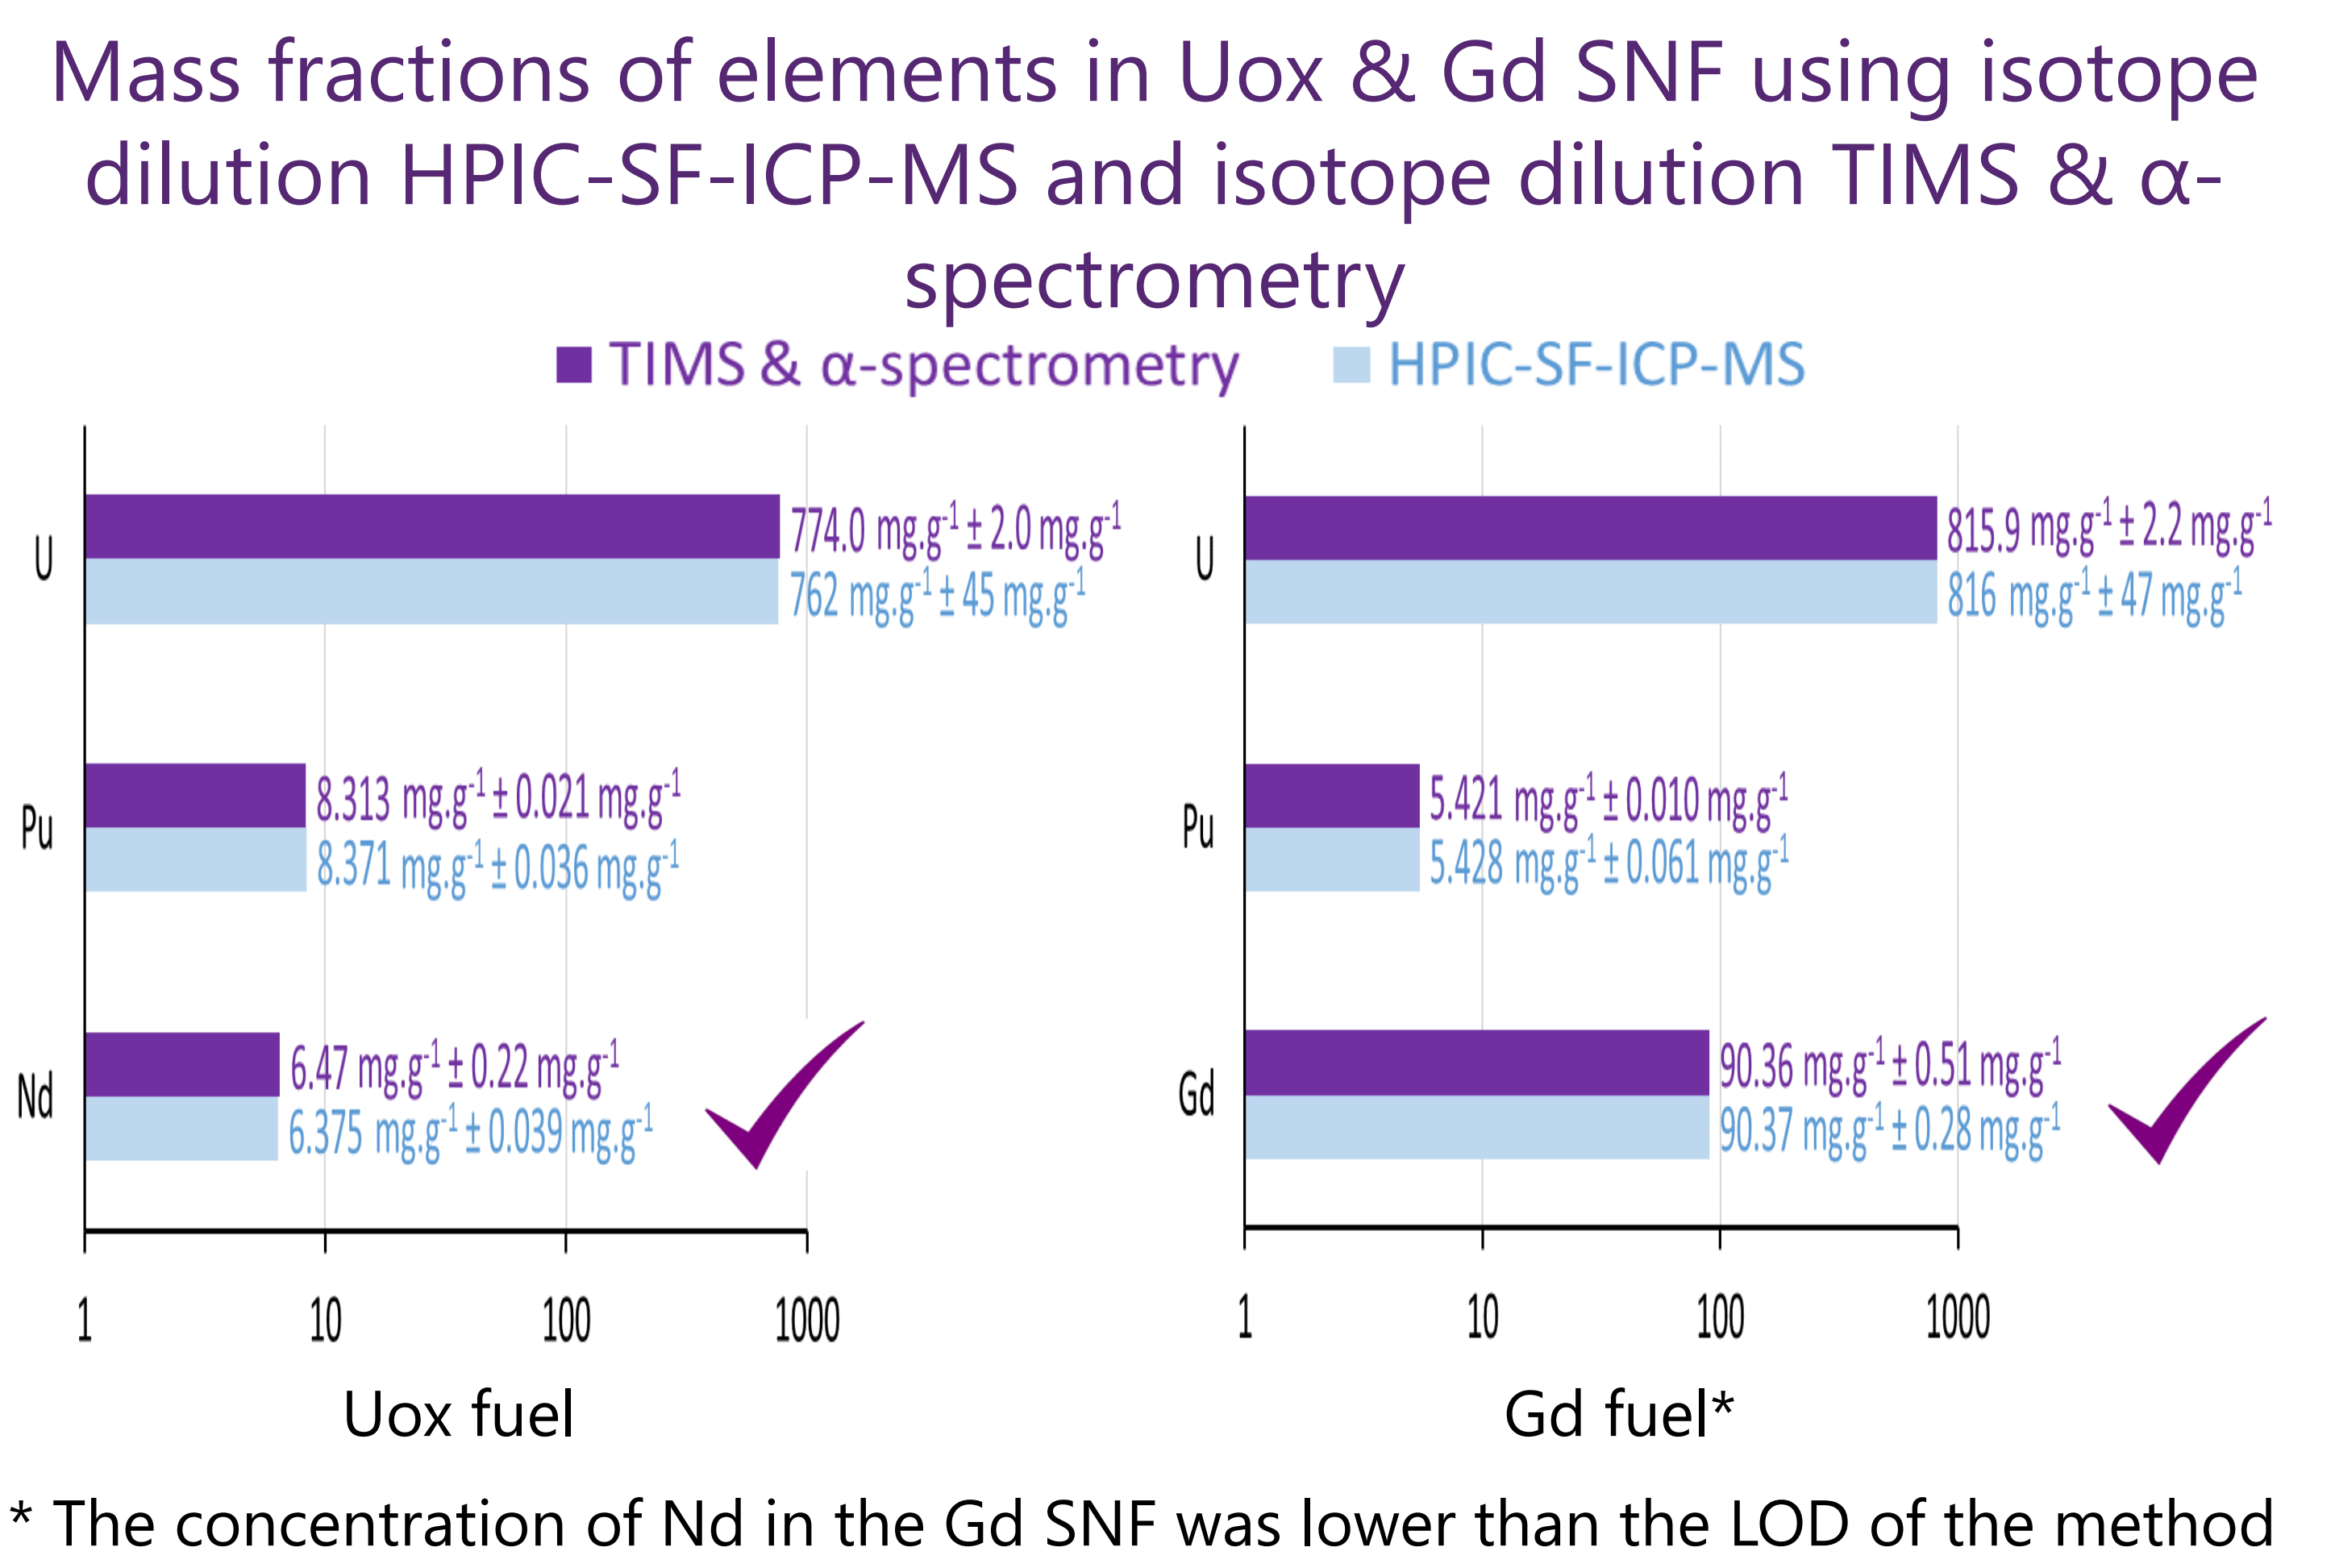 Mass fractions of elements in Uox & Gd SNF using isotope
dilution HPIC-SF-ICP-MS and isotope dilution TIMS & α-
spectrometry
TIMS & α-spectrometry HPIC-SF-ICP-MS
U
774.0 mg.g⁻¹ ± 2.0 mg.g⁻¹
762 mg.g⁻¹ ± 45 mg.g⁻¹
Pu
8.313 mg.g⁻¹ ± 0.021 mg.g⁻¹
8.371 mg.g⁻¹ ± 0.036 mg.g⁻¹
Nd
6.47 mg.g⁻¹ ± 0.22 mg.g⁻¹
6.375 mg.g⁻¹ ± 0.039 mg.g⁻¹
1 10 100 1000
Uox fuel
U
815.9 mg.g⁻¹ ± 2.2 mg.g⁻¹
816 mg.g⁻¹ ± 47 mg.g⁻¹
Pu
5.421 mg.g⁻¹ ± 0.010 mg.g⁻¹
5.428 mg.g⁻¹ ± 0.061 mg.g⁻¹
Gd
90.36 mg.g⁻¹ ± 0.51 mg.g⁻¹
90.37 mg.g⁻¹ ± 0.28 mg.g⁻¹
1 10 100 1000
Gd fuel*
* The concentration of Nd in the Gd SNF was lower than the LOD of the method